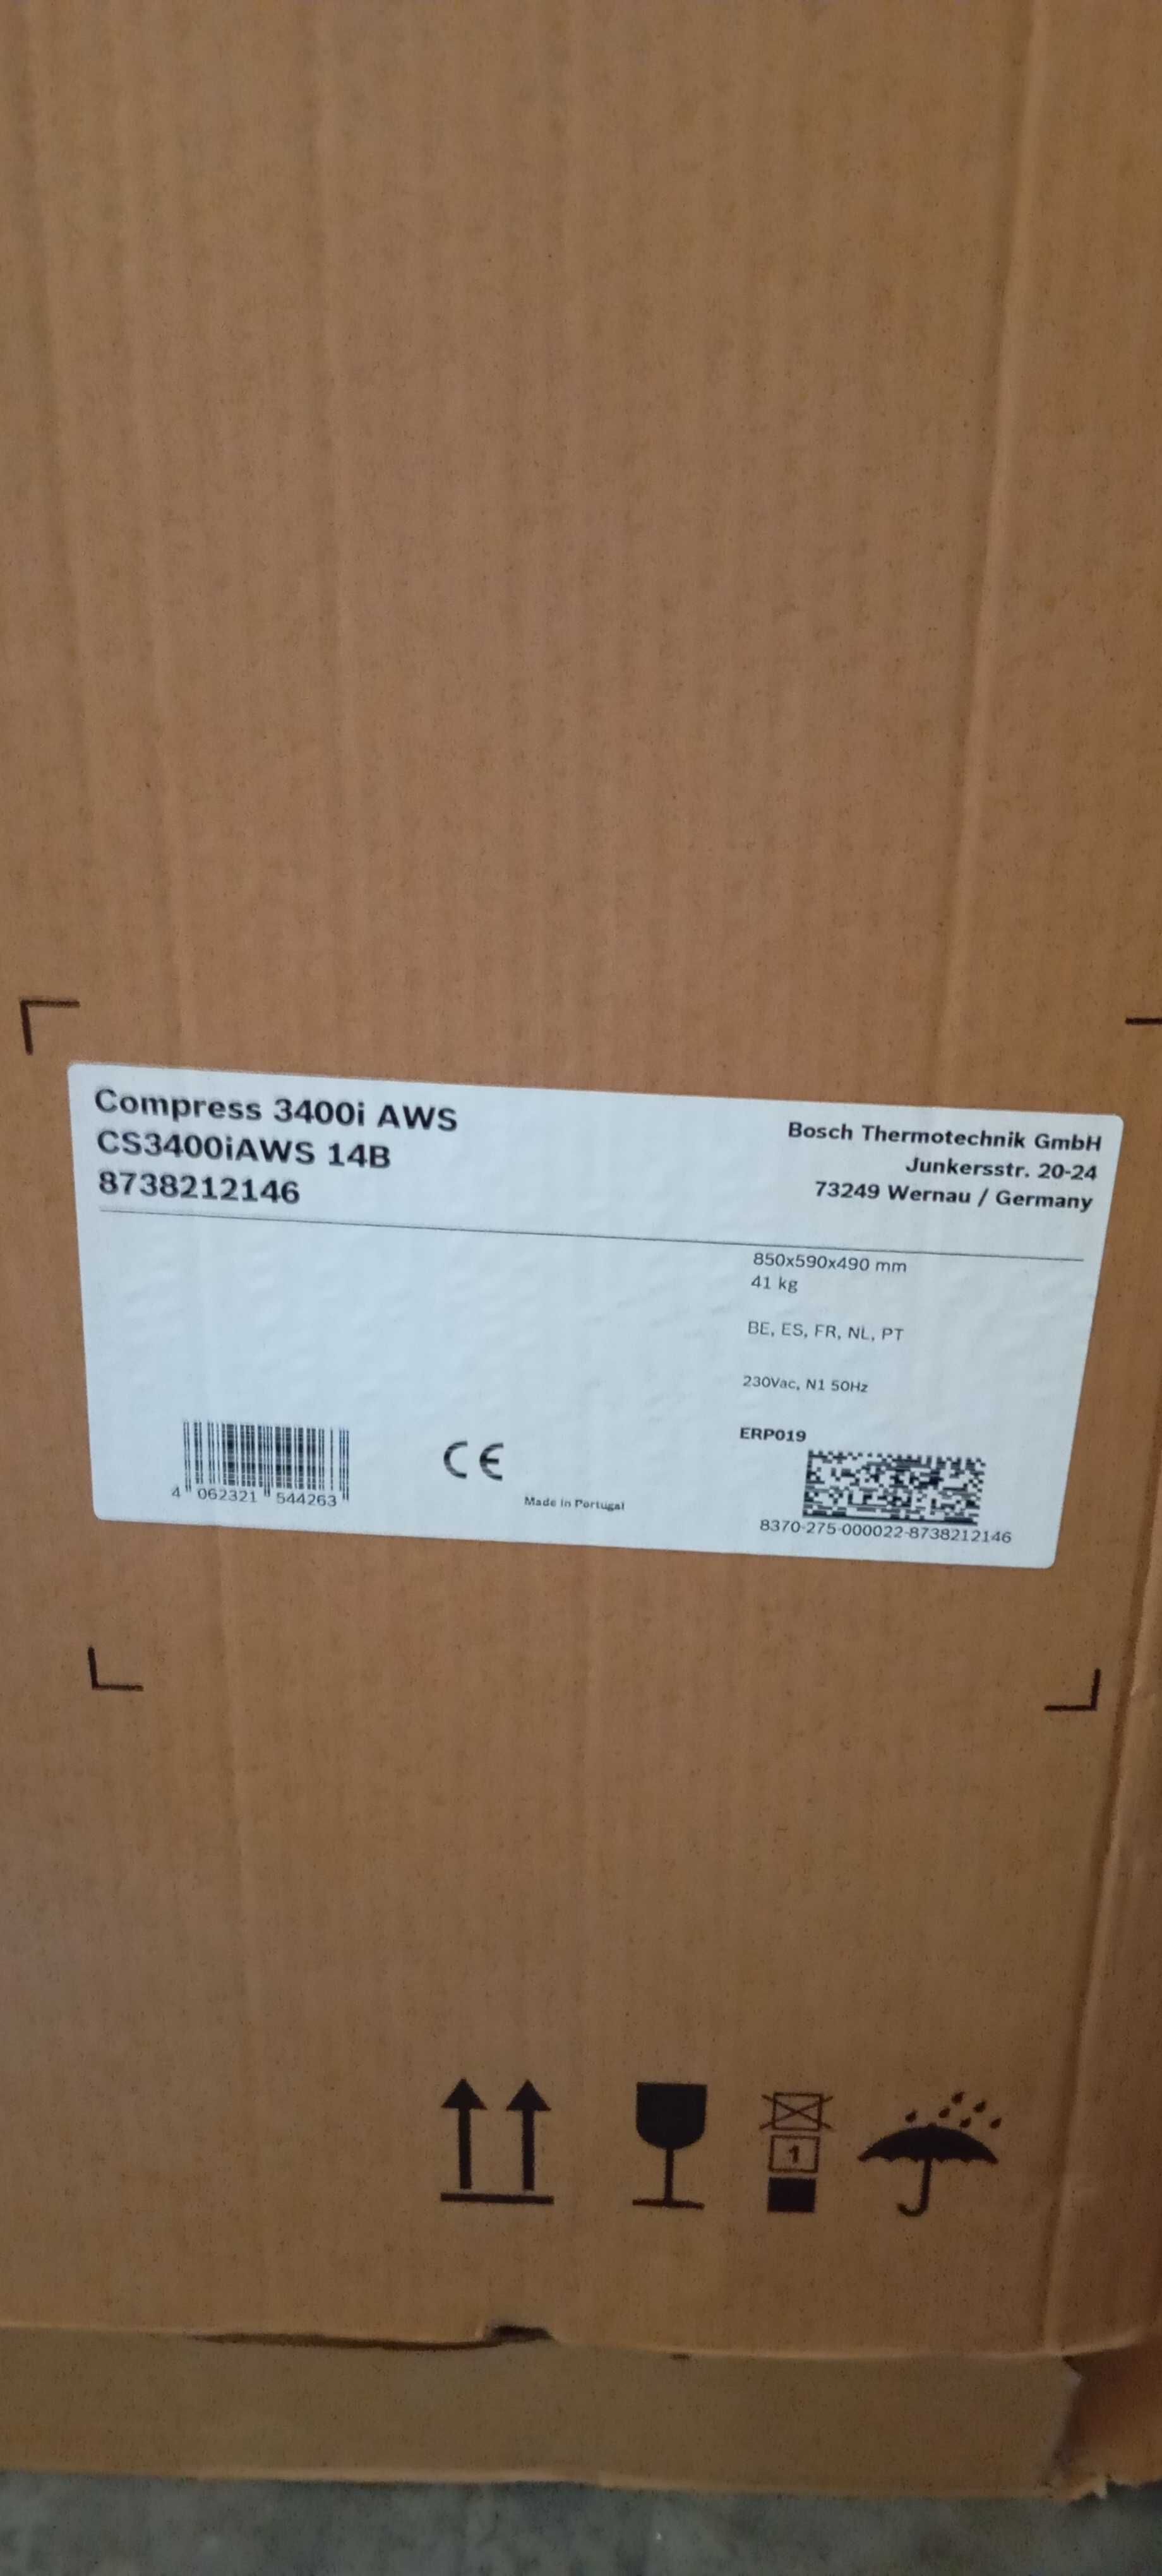 Compress 3400i AWS
CS3400iAWS 14B
8738212146
Bosch Thermotechnik GmbH
Junkersstr. 20-24
73249 Wernau / Germany
850x590x490 mm
41 kg
BE, ES, FR, NL, PT
230Vac, N1 50Hz
ERP019
4 062321 544263
CE
Made in Portugal
8370-275-000022-8738212146
1